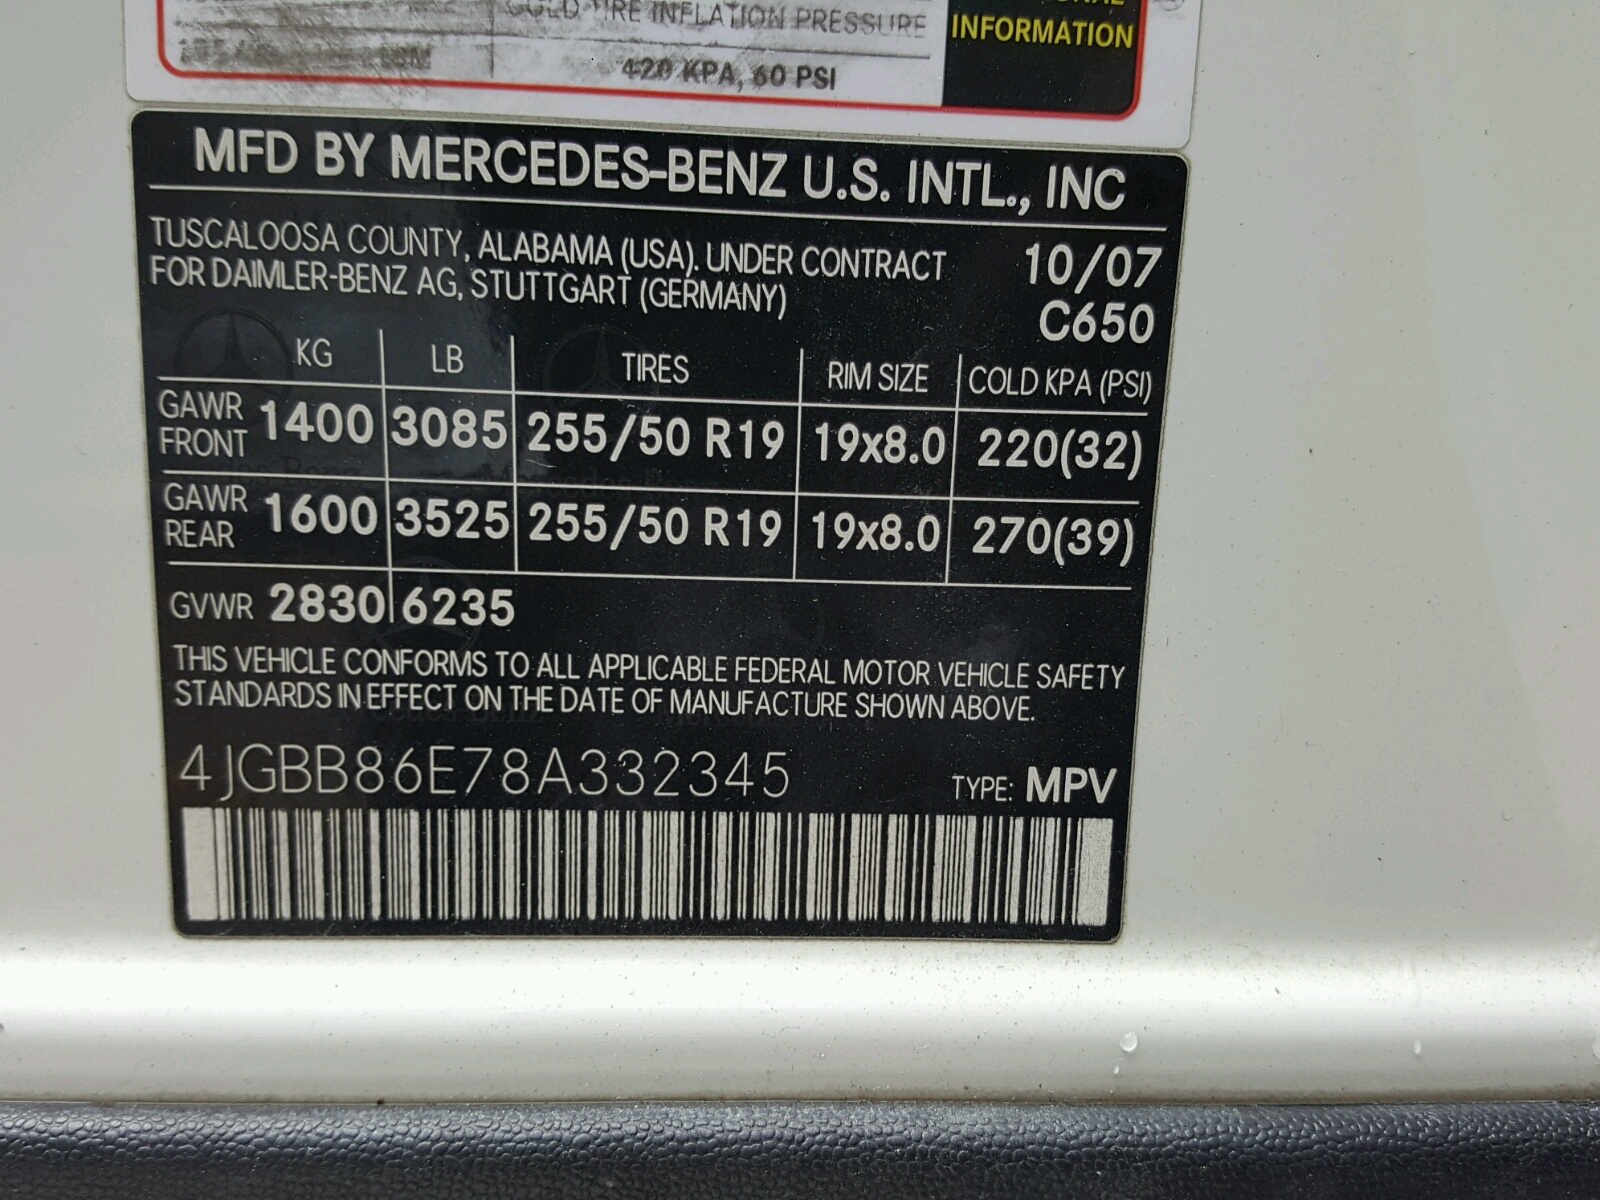 COLD TIRE INFLATION PRESSURE
420 KPA, 60 PSI
INFORMATION
MFD BY MERCEDES-BENZ U.S. INTL., INC
TUSCALOOSA COUNTY, ALABAMA (USA). UNDER CONTRACT
FOR DAIMLER-BENZ AG, STUTTGART (GERMANY)
10/07
C650
KG LB TIRES RIM SIZE COLD KPA (PSI)
GAWR FRONT 1400 3085 255/50 R19 19x8.0 220(32)
GAWR REAR 1600 3525 255/50 R19 19x8.0 270(39)
GVWR 2830 6235
THIS VEHICLE CONFORMS TO ALL APPLICABLE FEDERAL MOTOR VEHICLE SAFETY
STANDARDS IN EFFECT ON THE DATE OF MANUFACTURE SHOWN ABOVE.
4JGBB86E78A332345 TYPE: MPV